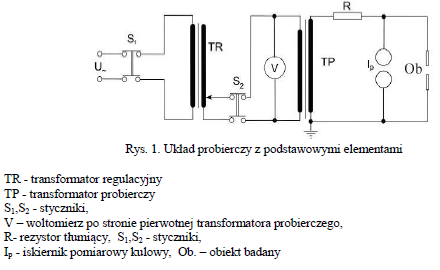 S₁
TR
R
U~
S₂
V
TP
Iₚ
Ob
Rys. 1. Układ probierczy z podstawowymi elementami
TR - transformator regulacyjny
TP - transformator probierczy
S₁,S₂ - styczniki,
V – woltomierz po stronie pierwotnej transformatora probierczego,
R- rezystor tłumiący, S₁,S₂ - styczniki,
Iₚ - iskiernik pomiarowy kulowy, Ob. – obiekt badany